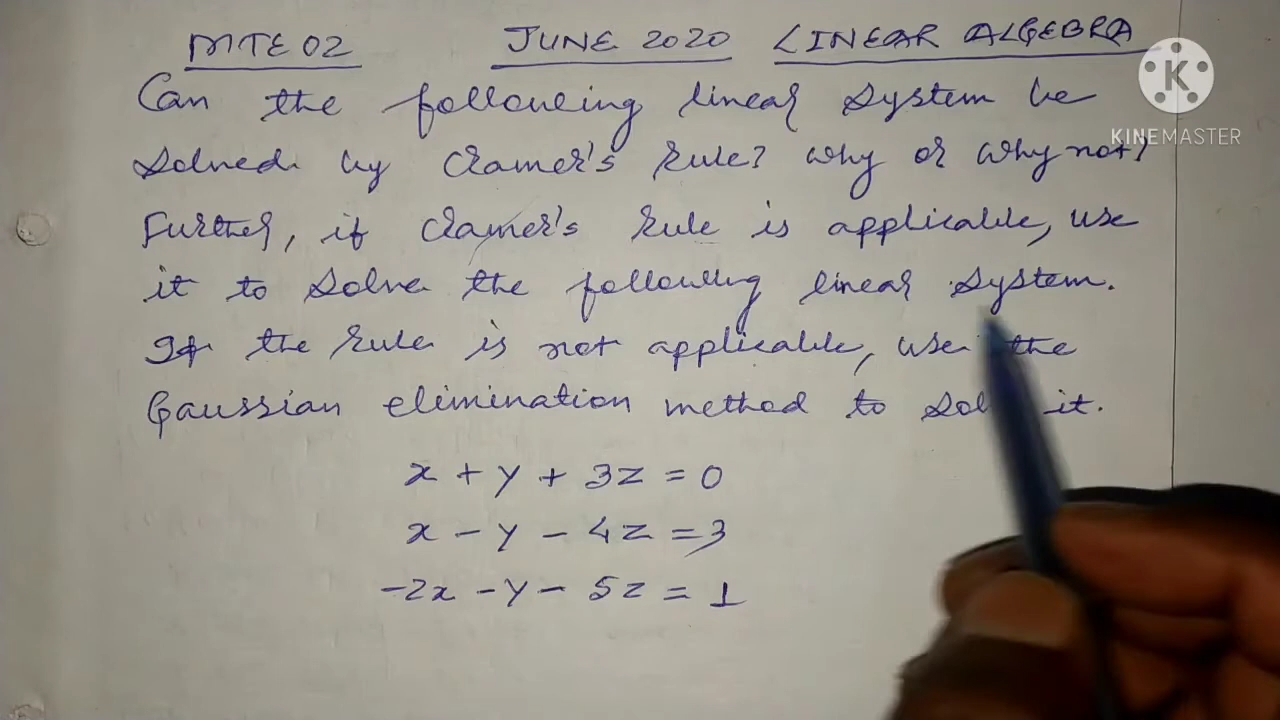 MTE 02 JUNE 2020 LINEAR ALGEBRA
Can the following linear system be
solved by Cramer's rule? Why or why not?
Further, if Cramer's rule is applicable, use
it to solve the following linear system.
If the rule is not applicable, use the
Gaussian elimination method to it.
x + y + 3z = 0
x - y - 4z = 3
-2x - y - 5z = 1
K
KINEMASTER